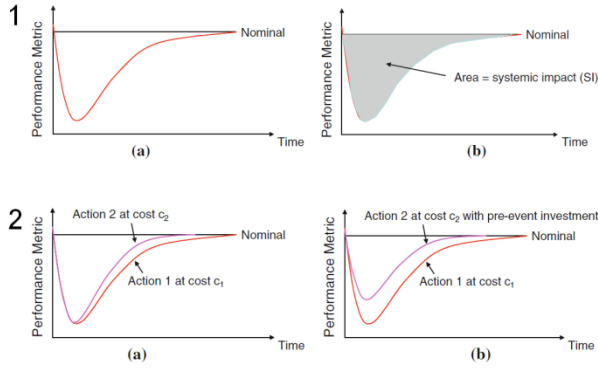 1
Performance Metric
Nominal
Time
(a)
Performance Metric
Nominal
Area = systemic impact (SI)
Time
(b)
2
Performance Metric
Action 2 at cost c₂
Nominal
Action 1 at cost c₁
Time
(a)
Performance Metric
Action 2 at cost c₂ with pre-event investment
Nominal
Action 1 at cost c₁
Time
(b)